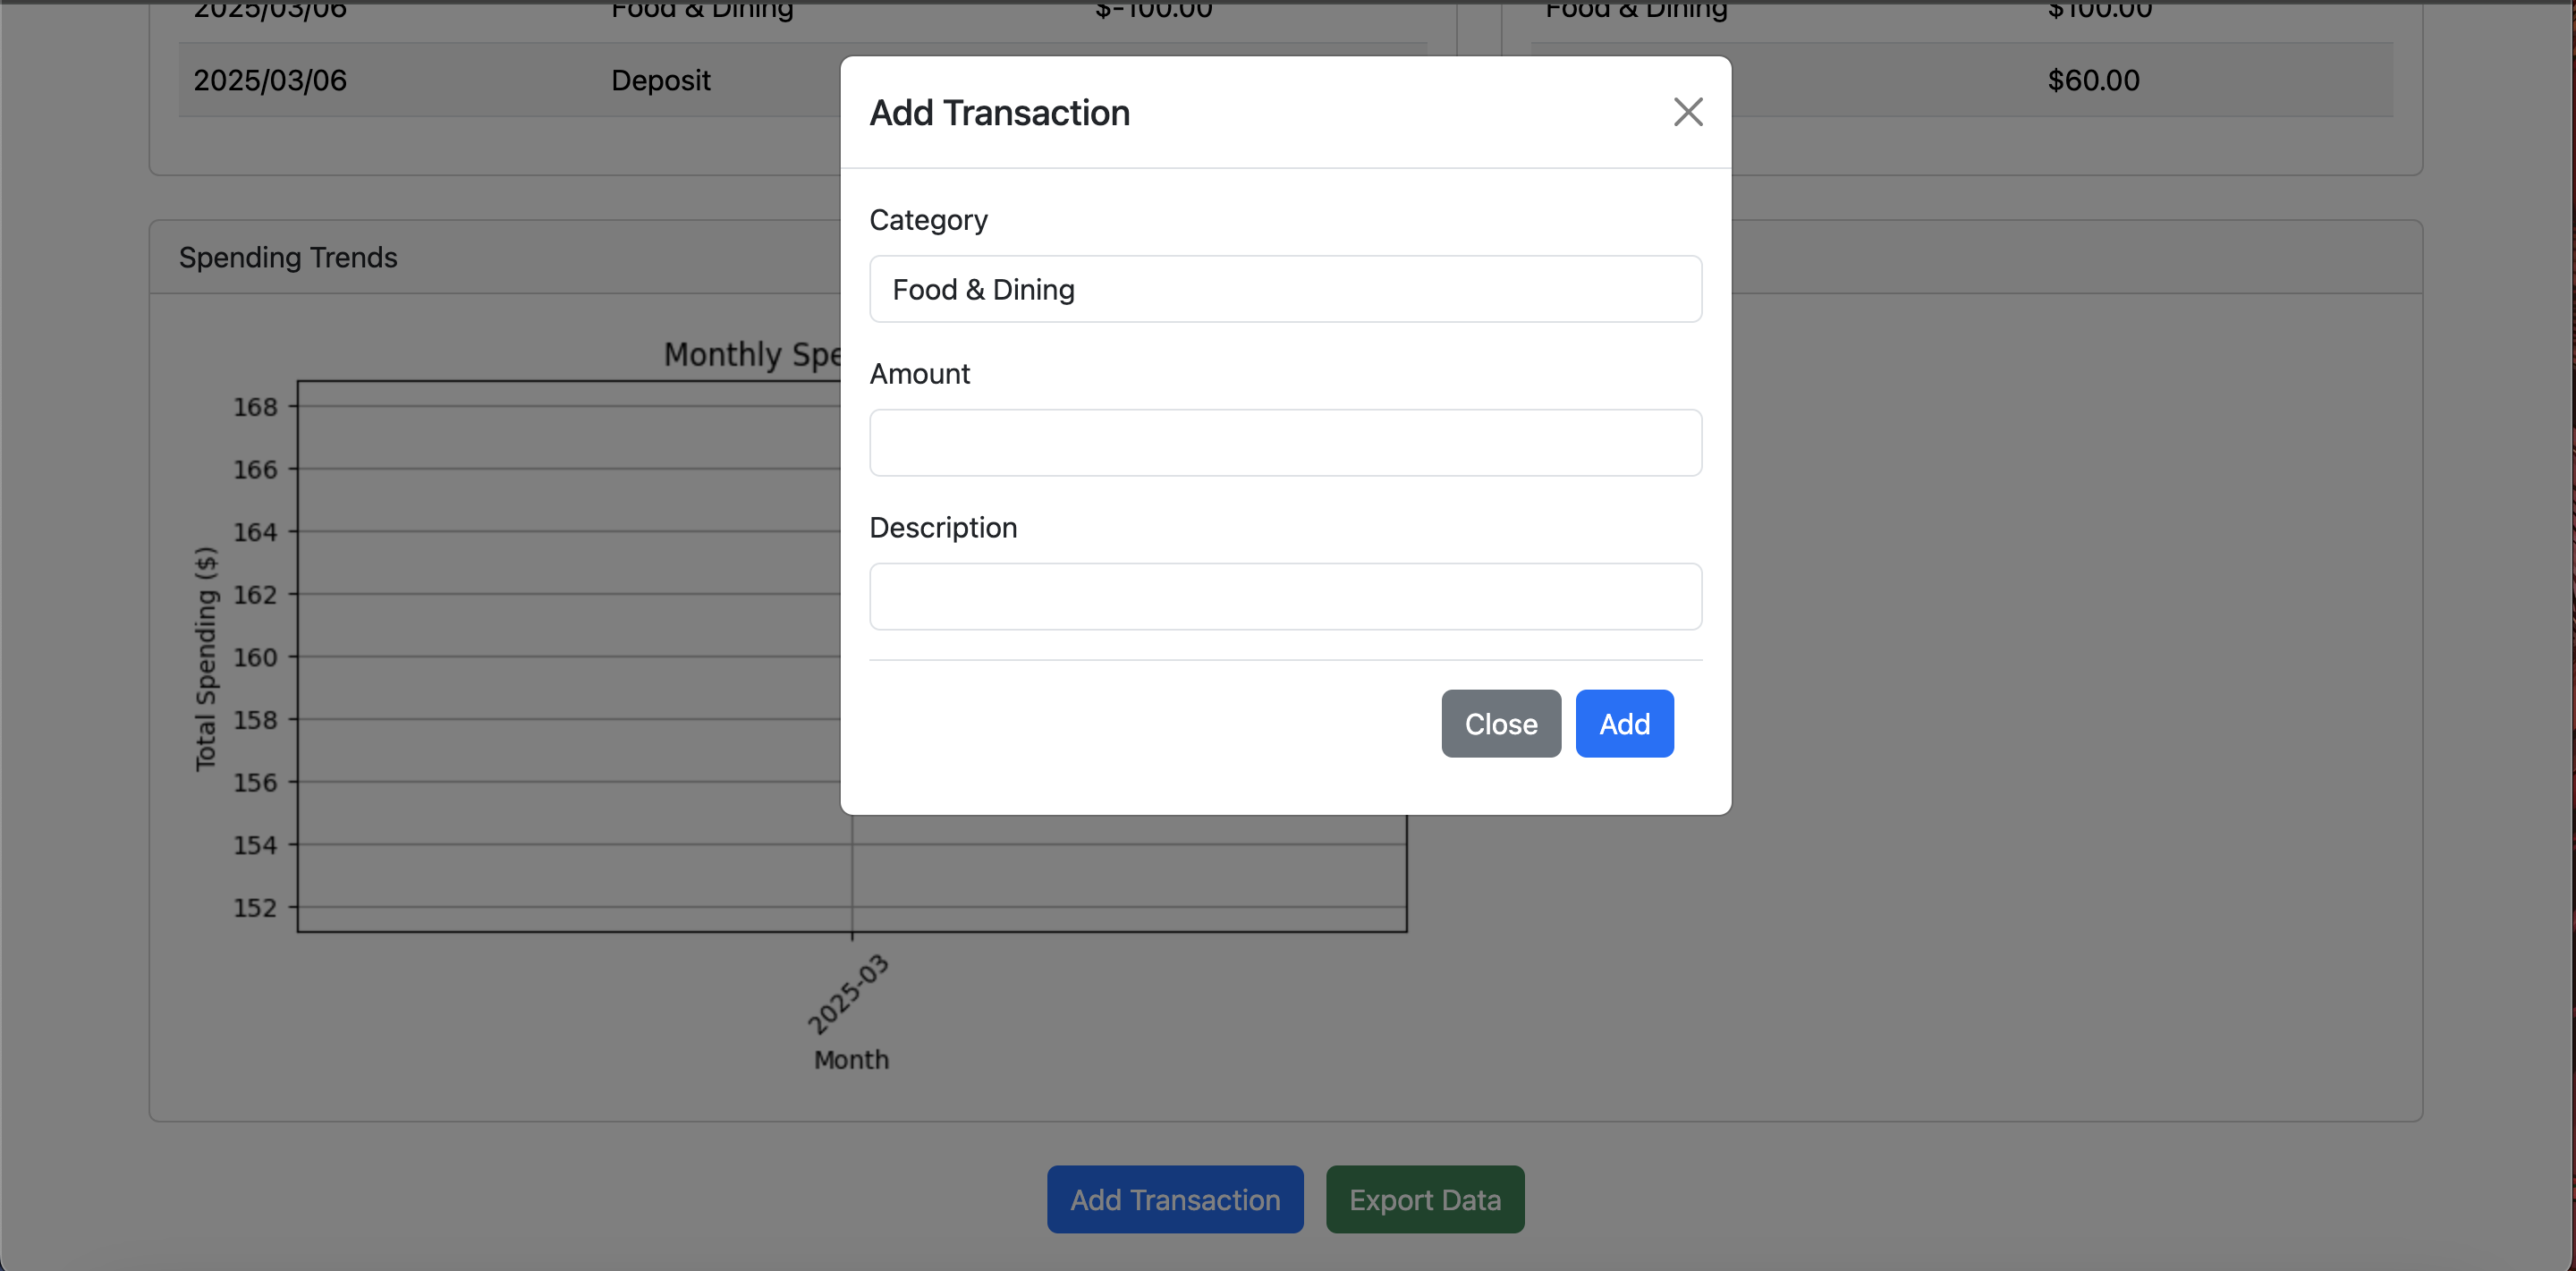 2025/03/06 Food & Dining $-100.00 Food & Dining $100.00
2025/03/06 Deposit $60.00
Add Transaction
Category
Food & Dining
Amount
Description
Close Add
Spending Trends
Monthly Spe
168
166
164
162
160
158
156
154
152
Total Spending ($)
2025-03
Month
Add Transaction Export Data